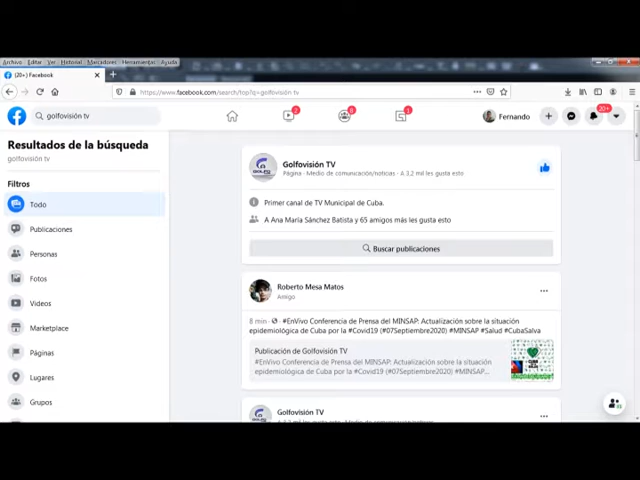 Archivo Editar Ver Historial Marcadores Herramientas Ayuda
(20+) Facebook
https://www.facebook.com/search/top?q=golfovisión tv
golfovisión tv
2
8
1
Fernando
20+
Resultados de la búsqueda
golfovisión tv
Filtros
Todo
Publicaciones
Personas
Fotos
Videos
Marketplace
Páginas
Lugares
Grupos
Golfovisión TV
Página · Medio de comunicación/noticias · A 3,2 mil les gusta esto
Primer canal de TV Municipal de Cuba.
A Ana María Sánchez Batista y 65 amigos más les gusta esto
Buscar publicaciones
Roberto Mesa Matos
Amigo
8 min · #EnVivo Conferencia de Prensa del MINSAP: Actualización sobre la situación
epidemiológica de Cuba por la #Covid19 (#07Septiembre2020) #MINSAP #Salud #CubaSalva
Publicación de Golfovisión TV
#EnVivo Conferencia de Prensa del MINSAP: Actualización sobre la situación
epidemiológica de Cuba por la #Covid19 (#07Septiembre2020) #MINSAP...
Golfovisión TV